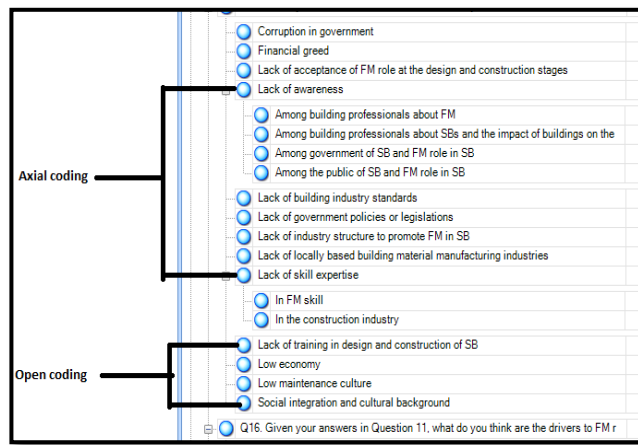 Corruption in government
Financial greed
Lack of acceptance of FM role at the design and construction stages
Lack of awareness
Among building professionals about FM
Among building professionals about SBs and the impact of buildings on the
Among government of SB and FM role in SB
Among the public of SB and FM role in SB
Axial coding
Lack of building industry standards
Lack of government policies or legislations
Lack of industry structure to promote FM in SB
Lack of locally based building material manufacturing industries
Lack of skill expertise
In FM skill
In the construction industry
Lack of training in design and construction of SB
Low economy
Open coding
Low maintenance culture
Social integration and cultural background
Q16. Given your answers in Question 11, what do you think are the drivers to FM r